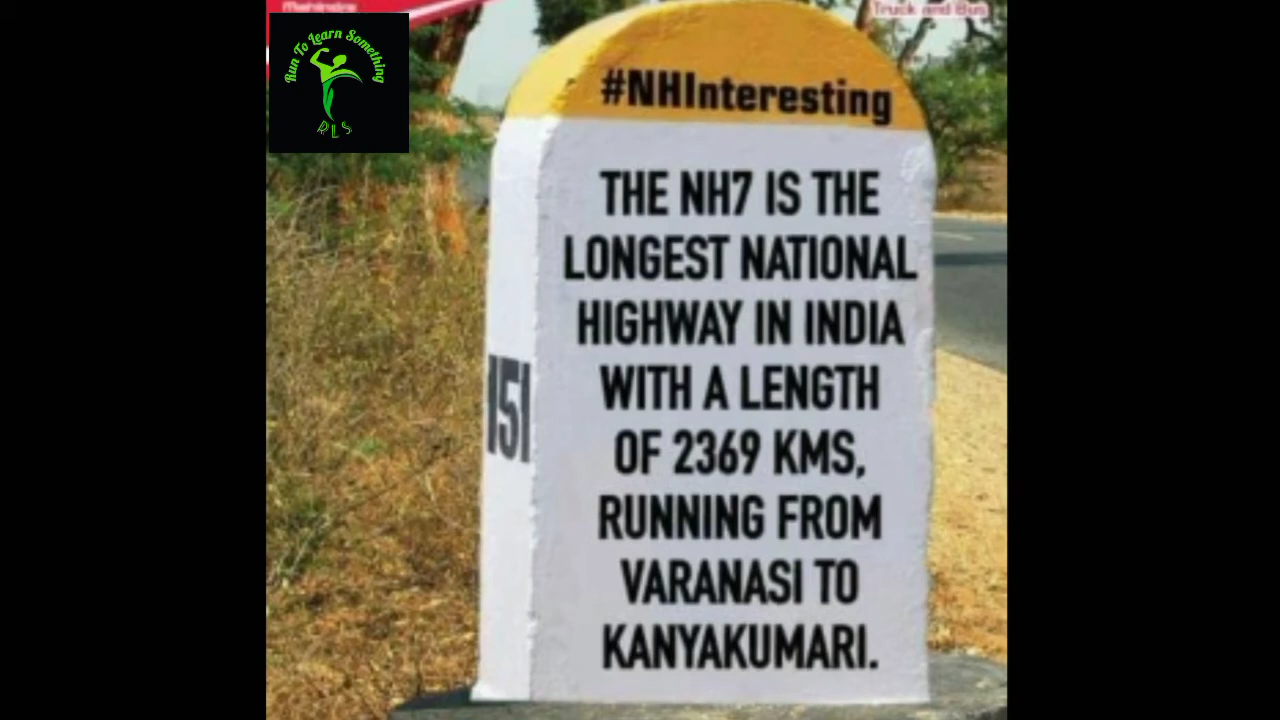 Mahindra
Truck and Bus
Run To Learn Something
RLS
#NHInteresting
THE NH7 IS THE
LONGEST NATIONAL
HIGHWAY IN INDIA
WITH A LENGTH
OF 2369 KMS,
RUNNING FROM
VARANASI TO
KANYAKUMARI.
151